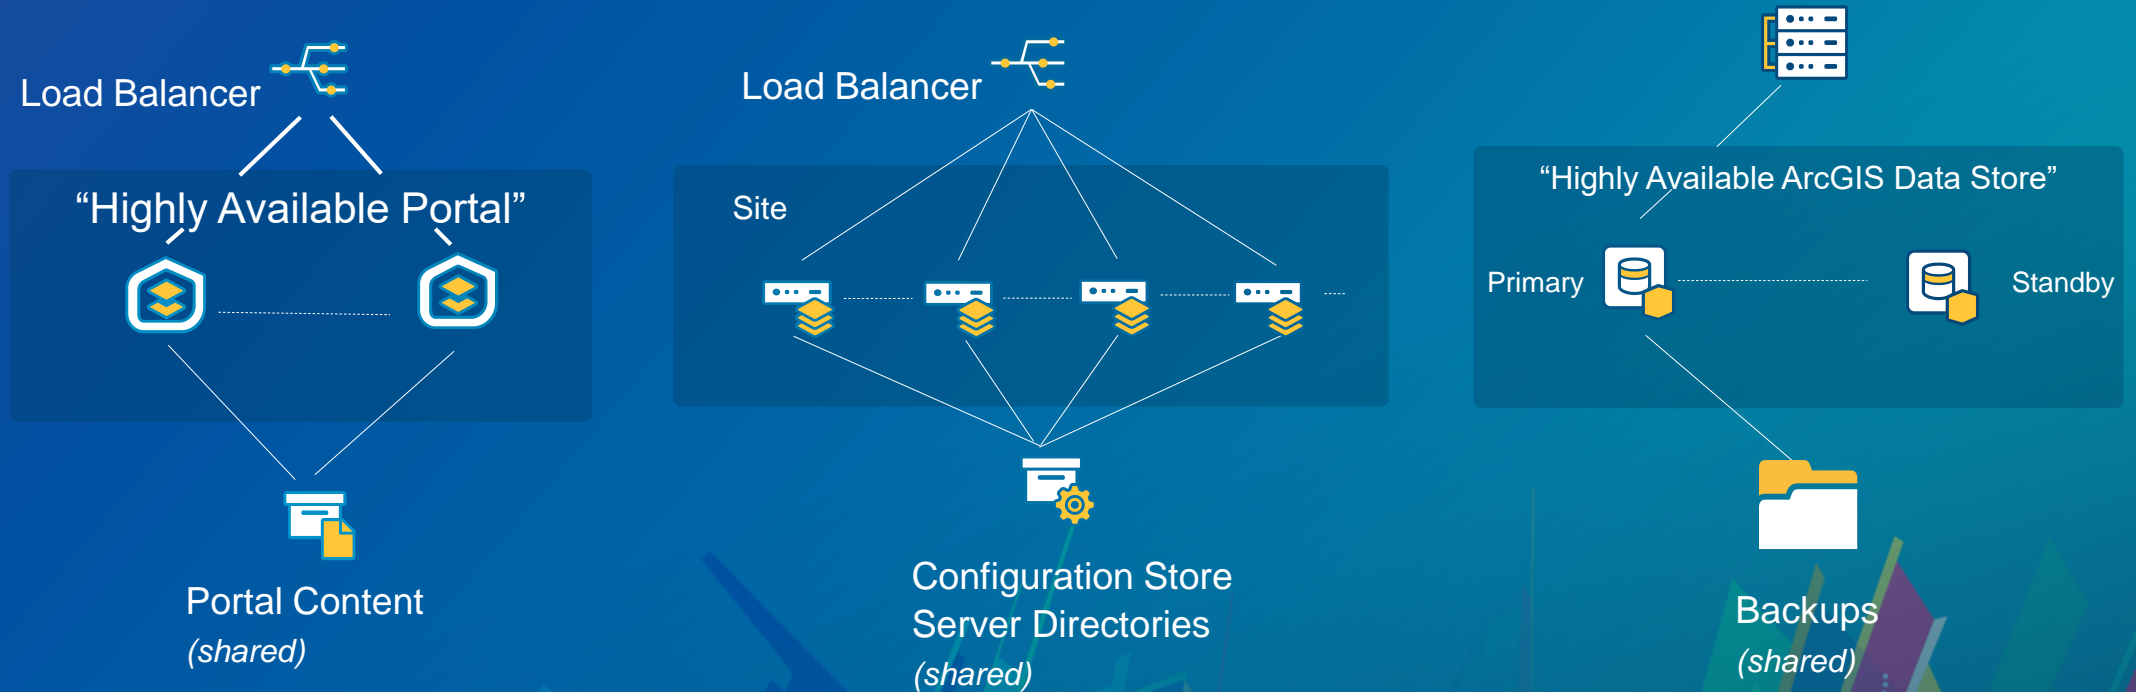 Load Balancer
“Highly Available Portal”
Portal Content
(shared)
Load Balancer
Site
Configuration Store
Server Directories
(shared)
“Highly Available ArcGIS Data Store”
Primary
Standby
Backups
(shared)